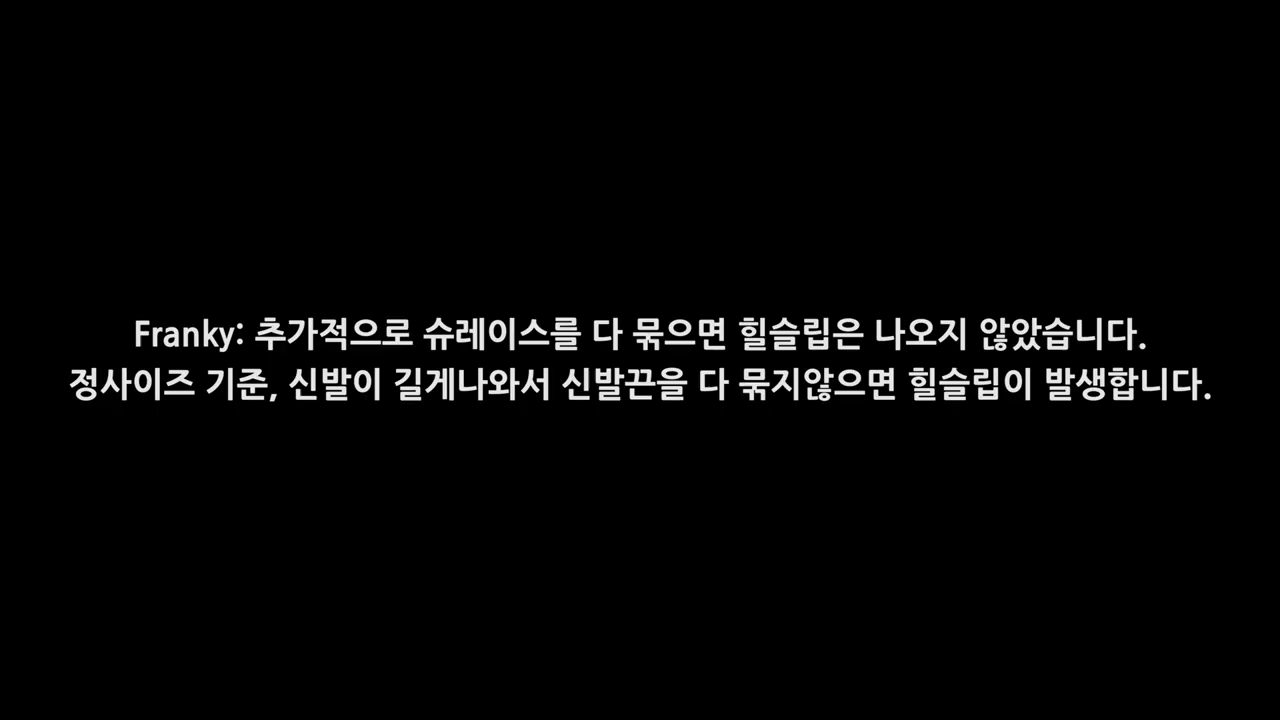 Franky: 추가적으로 슈레이스를 다 묶으면 힐슬립은 나오지 않았습니다.
정사이즈 기준, 신발이 길게나와서 신발끈을 다 묶지않으면 힐슬립이 발생합니다.